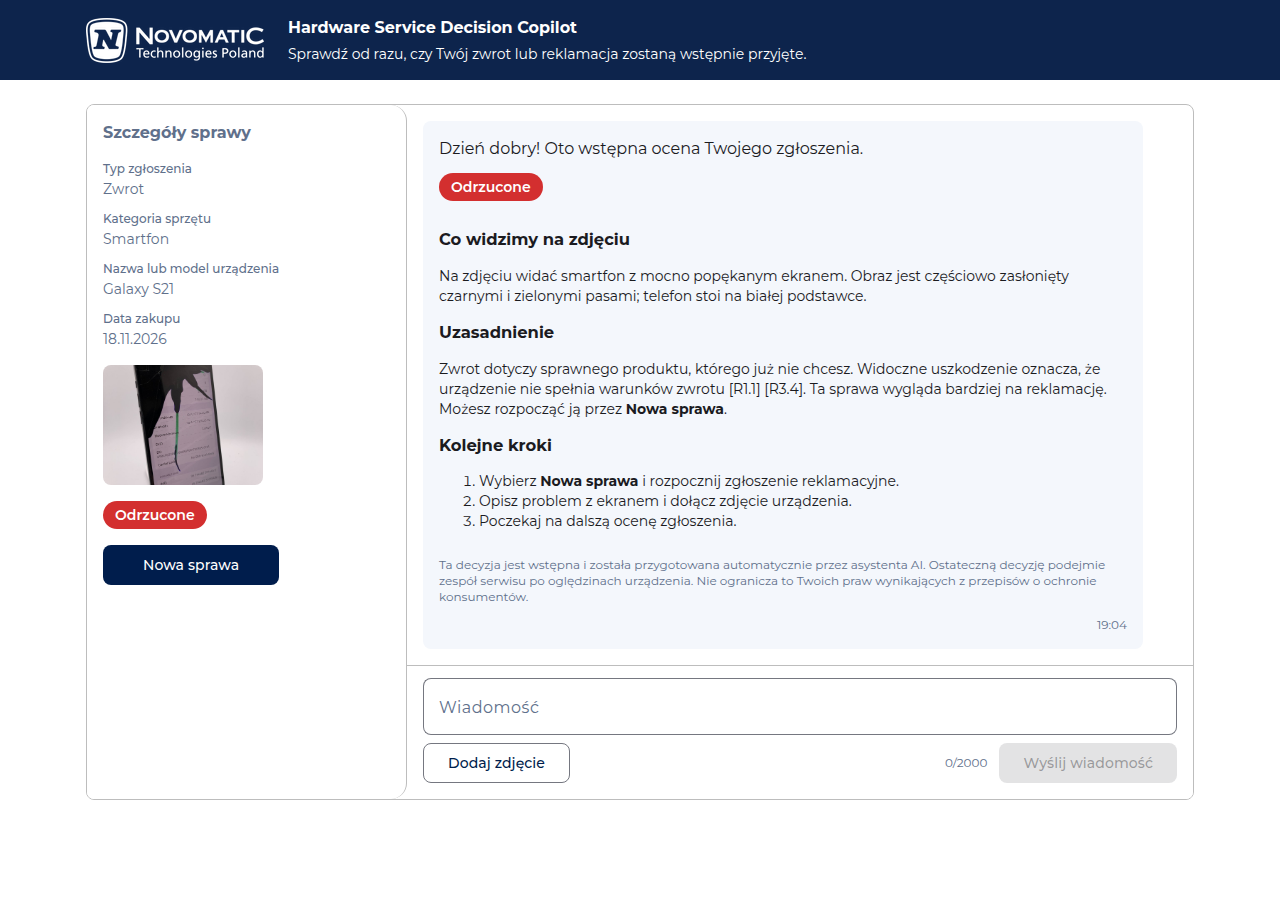 NOVOMATIC
Technologies Poland
Hardware Service Decision Copilot
Sprawdź od razu, czy Twój zwrot lub reklamacja zostaną wstępnie przyjęte.
Szczegóły sprawy
Typ zgłoszenia
Zwrot
Kategoria sprzętu
Smartfon
Nazwa lub model urządzenia
Galaxy S21
Data zakupu
18.11.2026
Odrzucone
Nowa sprawa
Dzień dobry! Oto wstępna ocena Twojego zgłoszenia.
Odrzucone
Co widzimy na zdjęciu
Na zdjęciu widać smartfon z mocno popękanym ekranem. Obraz jest częściowo zasłonięty
czarnymi i zielonymi pasami; telefon stoi na białej podstawce.
Uzasadnienie
Zwrot dotyczy sprawnego produktu, którego już nie chcesz. Widoczne uszkodzenie oznacza, że
urządzenie nie spełnia warunków zwrotu [R1.1] [R3.4]. Ta sprawa wygląda bardziej na reklamację.
Możesz rozpocząć ją przez Nowa sprawa.
Kolejne kroki
1. Wybierz Nowa sprawa i rozpocznij zgłoszenie reklamacyjne.
2. Opisz problem z ekranem i dołącz zdjęcie urządzenia.
3. Poczekaj na dalszą ocenę zgłoszenia.
Ta decyzja jest wstępna i została przygotowana automatycznie przez asystenta AI. Ostateczną decyzję podejmie
zespół serwisu po oględzinach urządzenia. Nie ogranicza to Twoich praw wynikających z przepisów o ochronie
konsumentów.
19:04
Wiadomość
Dodaj zdjęcie
0/2000
Wyślij wiadomość